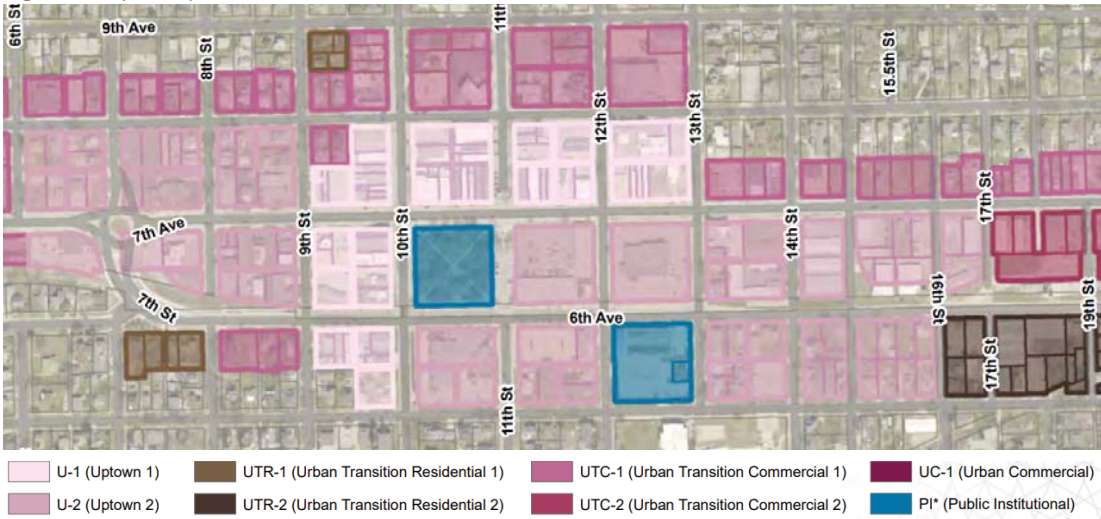 6th St
9th Ave
8th St
11th
15.5th St
12th St
13th St
17th St
7th Ave
9th St
10th St
14th St
7th St
6th Ave
16th St
17th St
19th St
11th St
U-1 (Uptown 1)
UTR-1 (Urban Transition Residential 1)
UTC-1 (Urban Transition Commercial 1)
UC-1 (Urban Commercial)
U-2 (Uptown 2)
UTR-2 (Urban Transition Residential 2)
UTC-2 (Urban Transition Commercial 2)
PI* (Public Institutional)